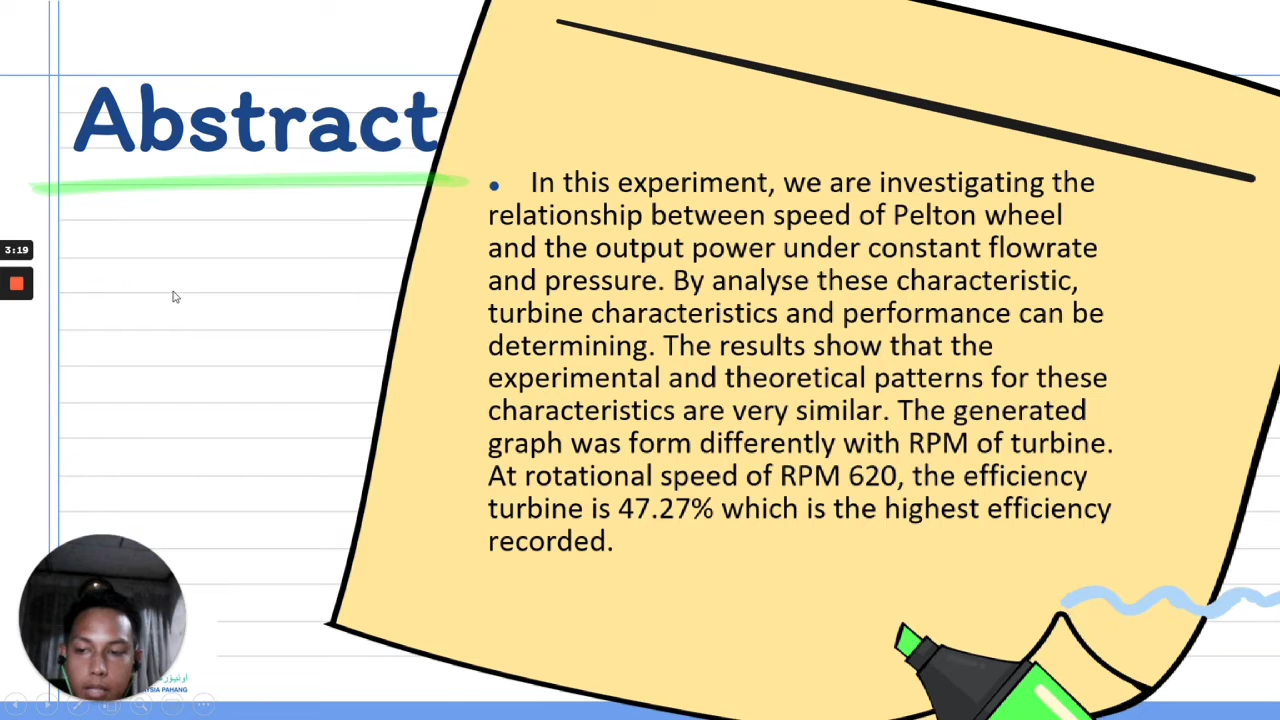 Abstract
3:19
• In this experiment, we are investigating the
relationship between speed of Pelton wheel
and the output power under constant flowrate
and pressure. By analyse these characteristic,
turbine characteristics and performance can be
determining. The results show that the
experimental and theoretical patterns for these
characteristics are very similar. The generated
graph was form differently with RPM of turbine.
At rotational speed of RPM 620, the efficiency
turbine is 47.27% which is the highest efficiency
recorded.
PAHANG